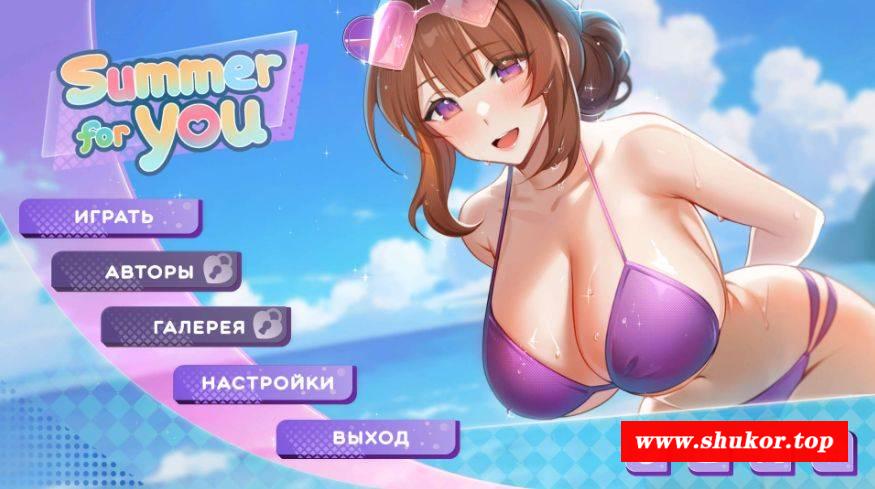 Summer
for you
ИГРАТЬ
АВТОРЫ
ГАЛЕРЕЯ
НАСТРОЙКИ
ВЫХОД
www.shukor.top